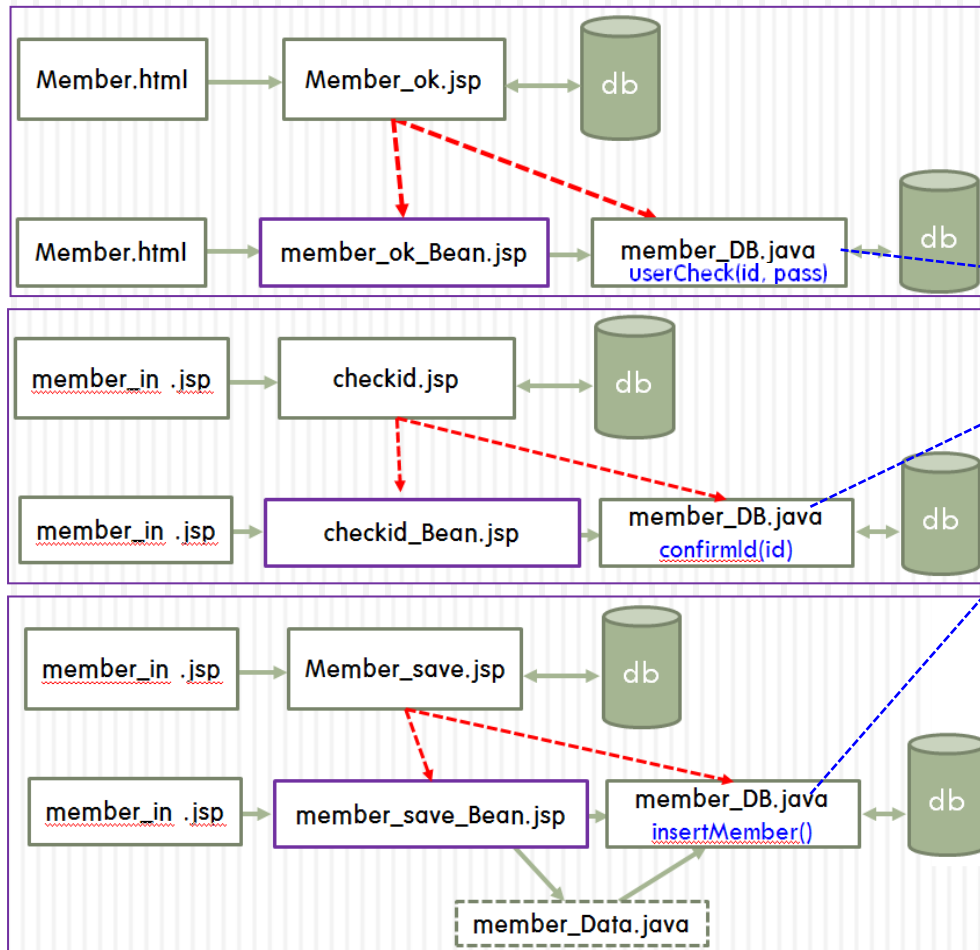 Member.html
Member_ok.jsp
db
Member.html
member_ok_Bean.jsp
member_DB.java
userCheck(id, pass)
db
member_in .jsp
checkid.jsp
db
member_in .jsp
checkid_Bean.jsp
member_DB.java
confirmId(id)
db
member_in .jsp
Member_save.jsp
db
member_in .jsp
member_save_Bean.jsp
member_DB.java
insertMember()
db
member_Data.java